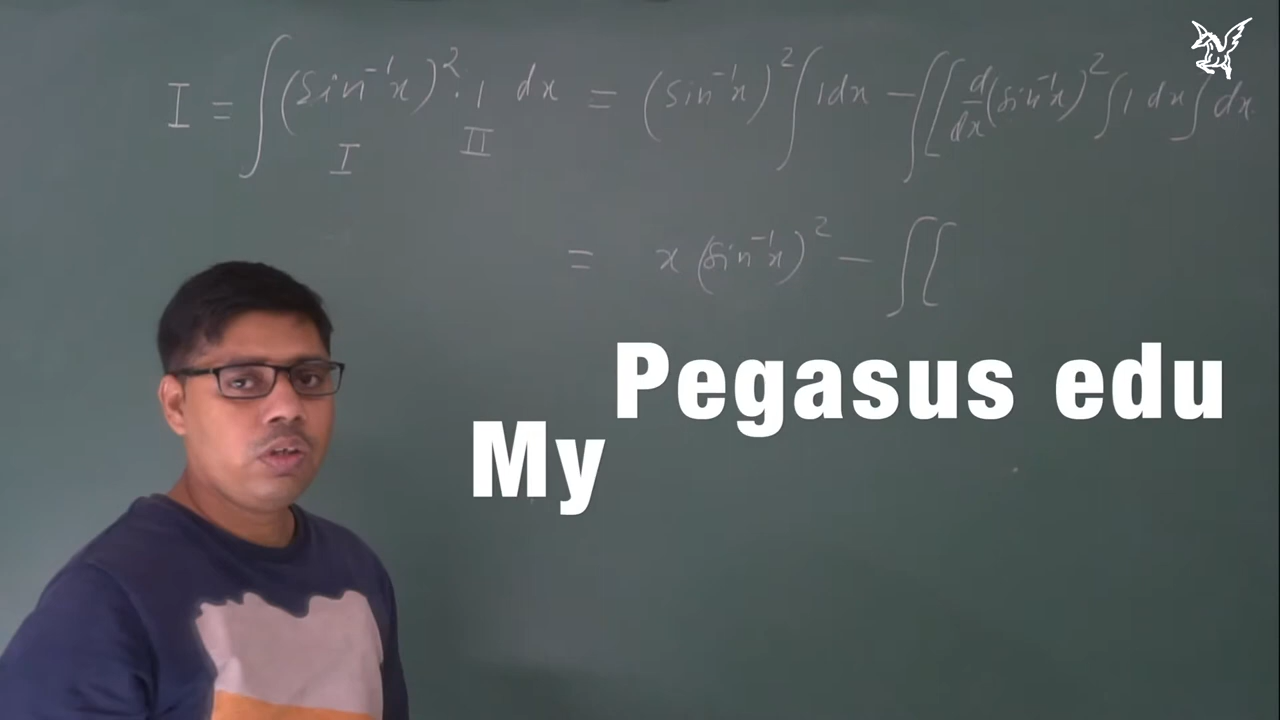 I = ∫(sin⁻¹x)².1 dx = (sin⁻¹x)²∫1dx − ∫[d/dx(sin⁻¹x)²∫1 dx]dx
I II
= x(sin⁻¹x)² − ∫[
Pegasus edu
My